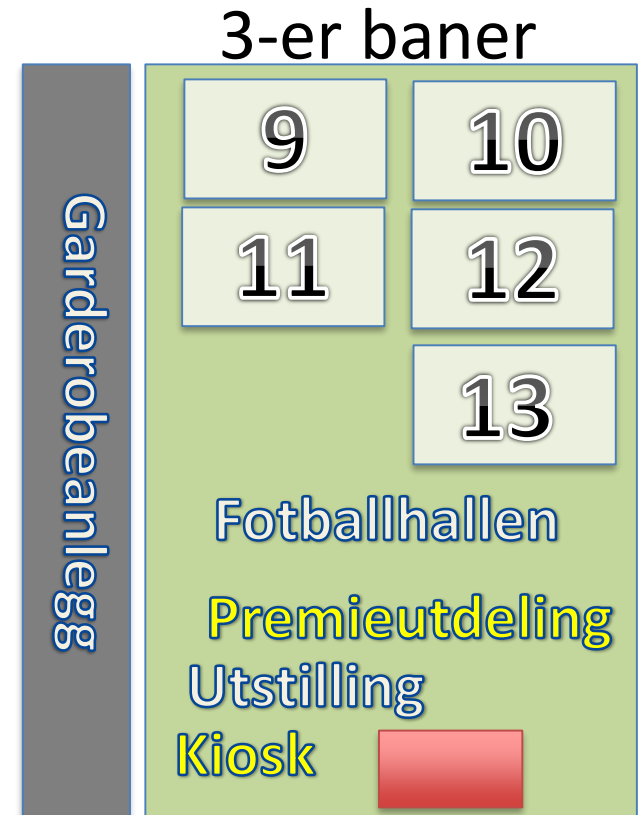 3-er baner
9
10
11
12
13
Garderobeanlegg
Fotballhallen
Premieutdeling
Utstilling
Kiosk